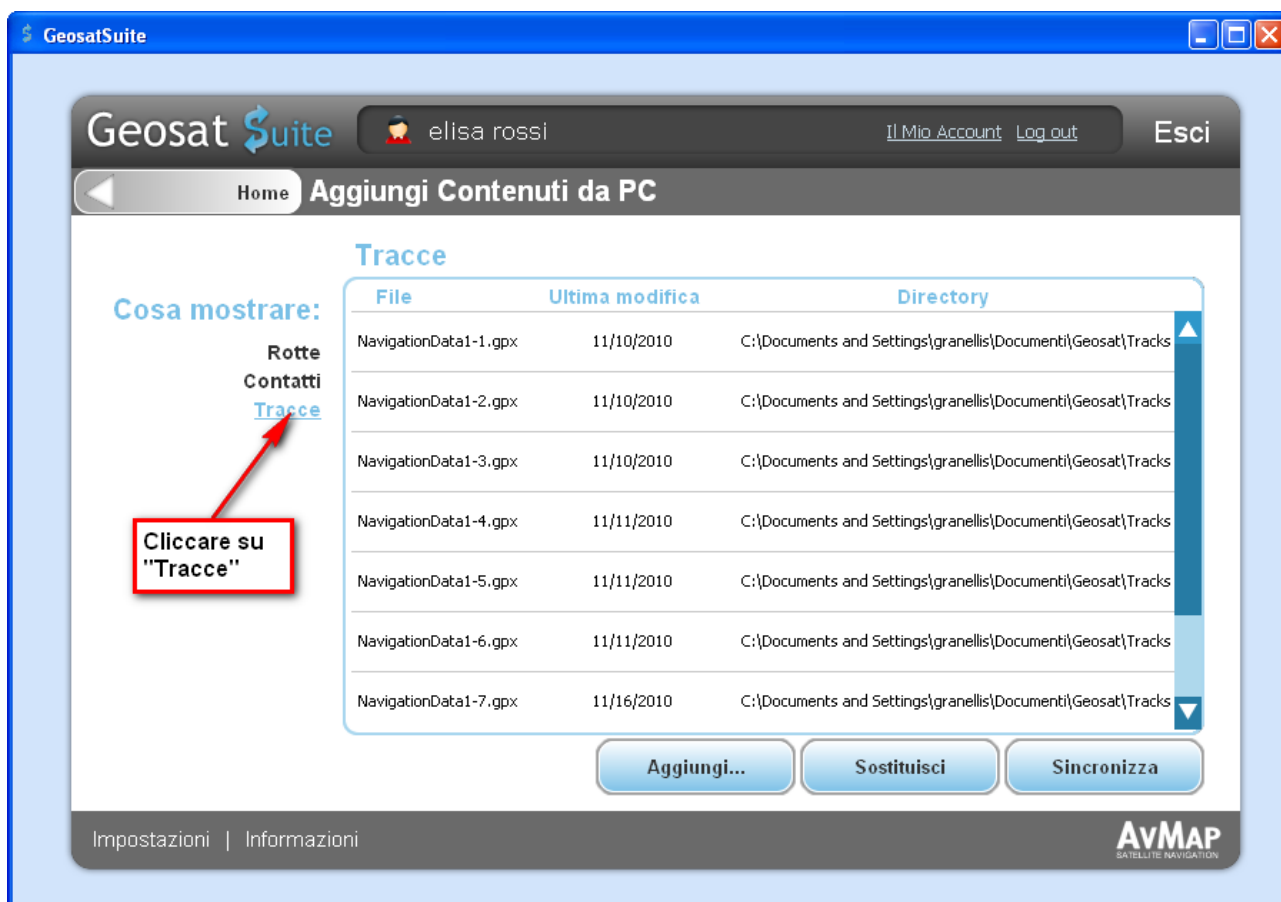 GeosatSuite
Geosat Suite
elisa rossi
Il Mio Account Log out
Esci
Home
Aggiungi Contenuti da PC
Cosa mostrare:
Rotte
Contatti
Tracce
Cliccare su
"Tracce"
Tracce
File Ultima modifica Directory
NavigationData1-1.gpx 11/10/2010 C:\Documents and Settings\granellis\Documenti\Geosat\Tracks
NavigationData1-2.gpx 11/10/2010 C:\Documents and Settings\granellis\Documenti\Geosat\Tracks
NavigationData1-3.gpx 11/10/2010 C:\Documents and Settings\granellis\Documenti\Geosat\Tracks
NavigationData1-4.gpx 11/11/2010 C:\Documents and Settings\granellis\Documenti\Geosat\Tracks
NavigationData1-5.gpx 11/11/2010 C:\Documents and Settings\granellis\Documenti\Geosat\Tracks
NavigationData1-6.gpx 11/11/2010 C:\Documents and Settings\granellis\Documenti\Geosat\Tracks
NavigationData1-7.gpx 11/16/2010 C:\Documents and Settings\granellis\Documenti\Geosat\Tracks
Aggiungi... Sostituisci Sincronizza
Impostazioni | Informazioni
AvMap
SATELLITE NAVIGATION